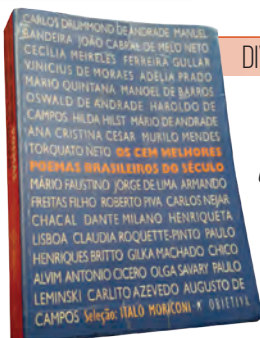 CARLOS DRUMMOND DE ANDRADE MANUEL
BANDEIRA JOÃO CABRAL DE MELO NETO
CECÍLIA MEIRELES FERREIRA GULLAR
VINICIUS DE MORAES ADÉLIA PRADO
MARIO QUINTANA MANOEL DE BARROS
OSWALD DE ANDRADE HAROLDO DE
CAMPOS HILDA HILST MÁRIO DE ANDRADE
ANA CRISTINA CESAR MURILO MENDES
TORQUATO NETO OS CEM MELHORES
POEMAS BRASILEIROS DO SÉCULO
MÁRIO FAUSTINO JORGE DE LIMA ARMANDO
FREITAS FILHO ROBERTO PIVA CARLOS NEJAR
CHACAL DANTE MILANO HENRIQUETA
LISBOA CLAUDIA ROQUETTE-PINTO PAULO
HENRIQUES BRITTO GILKA MACHADO CHICO
ALVIM ANTONIO CICERO OLGA SAVARY PAULO
LEMINSKI CARLITO AZEVEDO AUGUSTO DE
CAMPOS Seleção: ITALO MORICONI OBJETIVA
DI